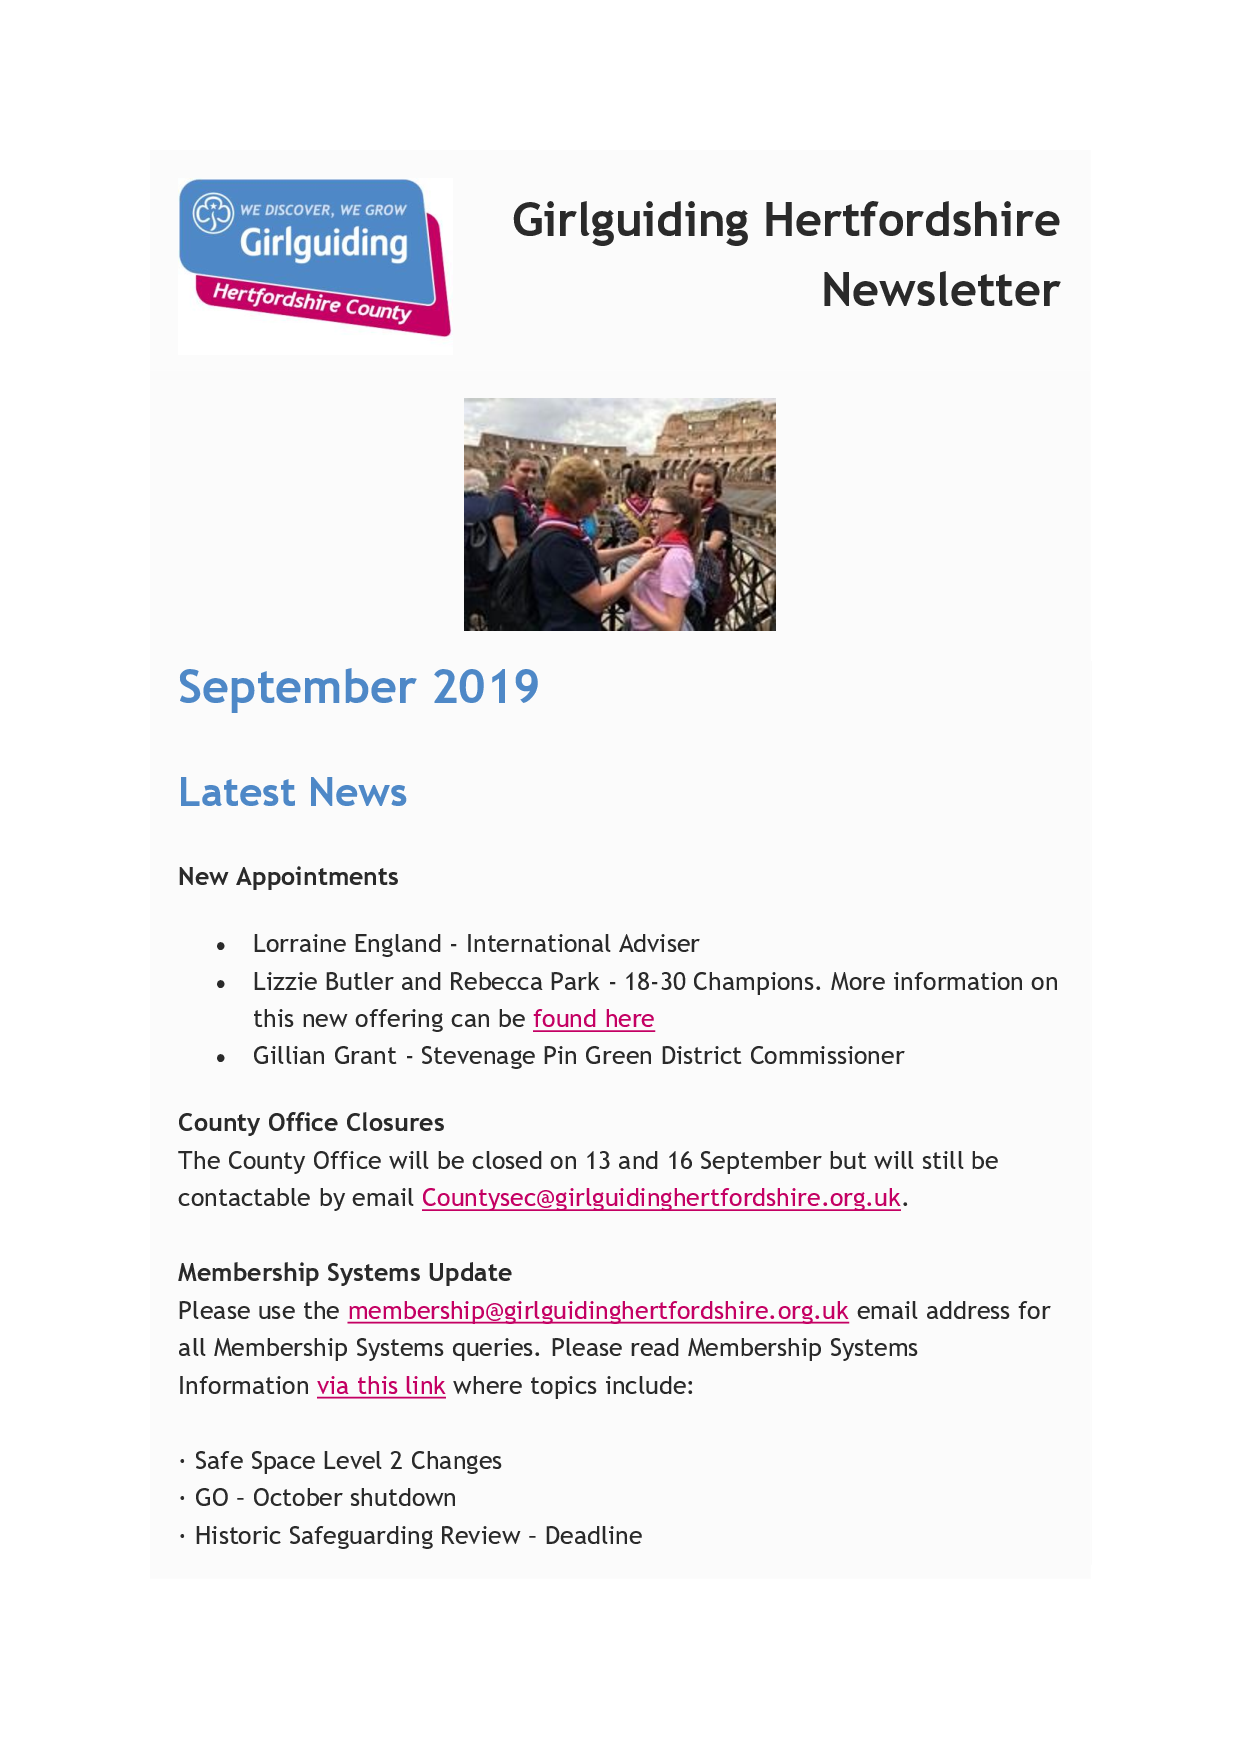 WE DISCOVER, WE GROW
Girlguiding
Hertfordshire County
Girlguiding Hertfordshire
Newsletter
September 2019
Latest News
New Appointments
• Lorraine England - International Adviser
• Lizzie Butler and Rebecca Park - 18-30 Champions. More information on
this new offering can be found here
• Gillian Grant - Stevenage Pin Green District Commissioner
County Office Closures
The County Office will be closed on 13 and 16 September but will still be
contactable by email Countysec@girlguidinghertfordshire.org.uk.
Membership Systems Update
Please use the membership@girlguidinghertfordshire.org.uk email address for
all Membership Systems queries. Please read Membership Systems
Information via this link where topics include:
· Safe Space Level 2 Changes
· GO – October shutdown
· Historic Safeguarding Review – Deadline